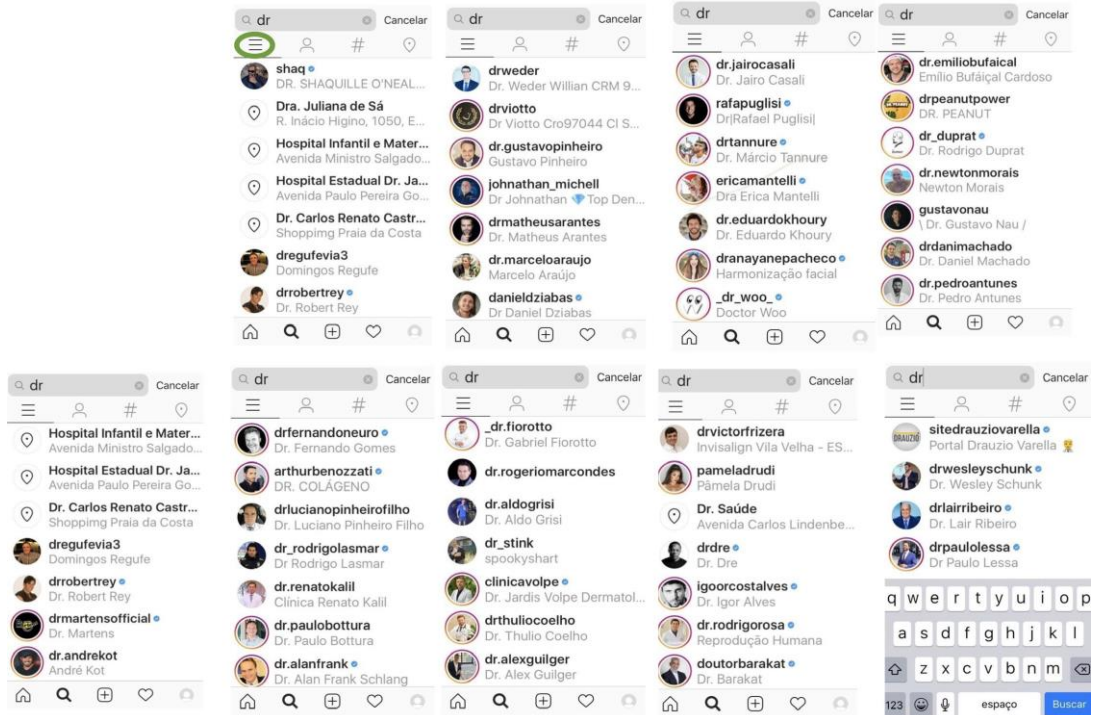 dr Cancelar
#
shaq
DR. SHAQUILLE O'NEAL...
Dra. Juliana de Sá
R. Inácio Higino, 1050, E...
Hospital Infantil e Mater...
Avenida Ministro Salgado...
Hospital Estadual Dr. Ja...
Avenida Paulo Pereira Go...
Dr. Carlos Renato Castr...
Shoppimg Praia da Costa
dregufevia3
Domingos Regufe
drrobertrey
Dr. Robert Rey
dr Cancelar
#
drweder
Dr. Weder Willian CRM 9...
drviotto
Dr Viotto Cro97044 Cl S...
dr.gustavopinheiro
Gustavo Pinheiro
johnathan_michell
Dr Johnathan 💎 Top Den...
drmatheusarantes
Dr. Matheus Arantes
dr.marceloaraujo
Marcelo Araújo
danieldziabas
Dr Daniel Dziabas
dr Cancelar
#
dr.jairocasali
Dr. Jairo Casali
rafapuglisi
Dr|Rafael Puglisi|
drtannure
Dr. Márcio Tannure
ericamantelli
Dra Erica Mantelli
dr.eduardokhoury
Dr. Eduardo Khoury
dranayanepacheco
Harmonização facial
_dr_woo_
Doctor Woo
dr Cancelar
#
dr.emiliobufaical
Emílio Bufáiçal Cardoso
drpeanutpower
DR. PEANUT
dr_duprat
Dr. Rodrigo Duprat
dr.newtonmorais
Newton Morais
gustavonau
\ Dr. Gustavo Nau /
drdanimachado
Dr. Daniel Machado
dr.pedroantunes
Dr. Pedro Antunes
dr Cancelar
#
Hospital Infantil e Mater...
Avenida Ministro Salgado...
Hospital Estadual Dr. Ja...
Avenida Paulo Pereira Go...
Dr. Carlos Renato Castr...
Shoppimg Praia da Costa
dregufevia3
Domingos Regufe
drrobertrey
Dr. Robert Rey
drmartensofficial
Dr. Martens
dr.andrekot
André Kot
dr Cancelar
#
drfernandoneuro
Dr. Fernando Gomes
arthurbenozzati
DR. COLÁGENO
drlucianopinheirofilho
Dr. Luciano Pinheiro Filho
dr_rodrigolasmar
Dr Rodrigo Lasmar
dr.renatokalil
Clínica Renato Kalil
dr.paulobottura
Dr. Paulo Bottura
dr.alanfrank
Dr. Alan Frank Schlang
dr Cancelar
#
_dr.fiorotto
Dr. Gabriel Fiorotto
dr.rogeriomarcondes
dr.aldogrisi
Dr. Aldo Grisi
dr_stink
spookyshart
clinicavolpe
Dr. Jardis Volpe Dermatol...
drthuliocoelho
Dr. Thulio Coelho
dr.alexguilger
Dr. Alex Guilger
dr Cancelar
#
drvictorfrizera
Invisalign Vila Velha - ES...
pameladrudi
Pâmela Drudi
Dr. Saúde
Avenida Carlos Lindenbe...
drdre
Dr. Dre
igoorcostalves
Dr. Igor Alves
dr.rodrigorosa
Reprodução Humana
doutorbarakat
Dr. Barakat
dr Cancelar
#
DRAUZIO
sitedrauziovarella
Portal Drauzio Varella 👨‍⚕️
drwesleyschunk
Dr. Wesley Schunk
drlairribeiro
Dr. Lair Ribeiro
drpaulolessa
Dr Paulo Lessa
q w e r t y u i o p
a s d f g h j k l
z x c v b n m
123 espaço Buscar